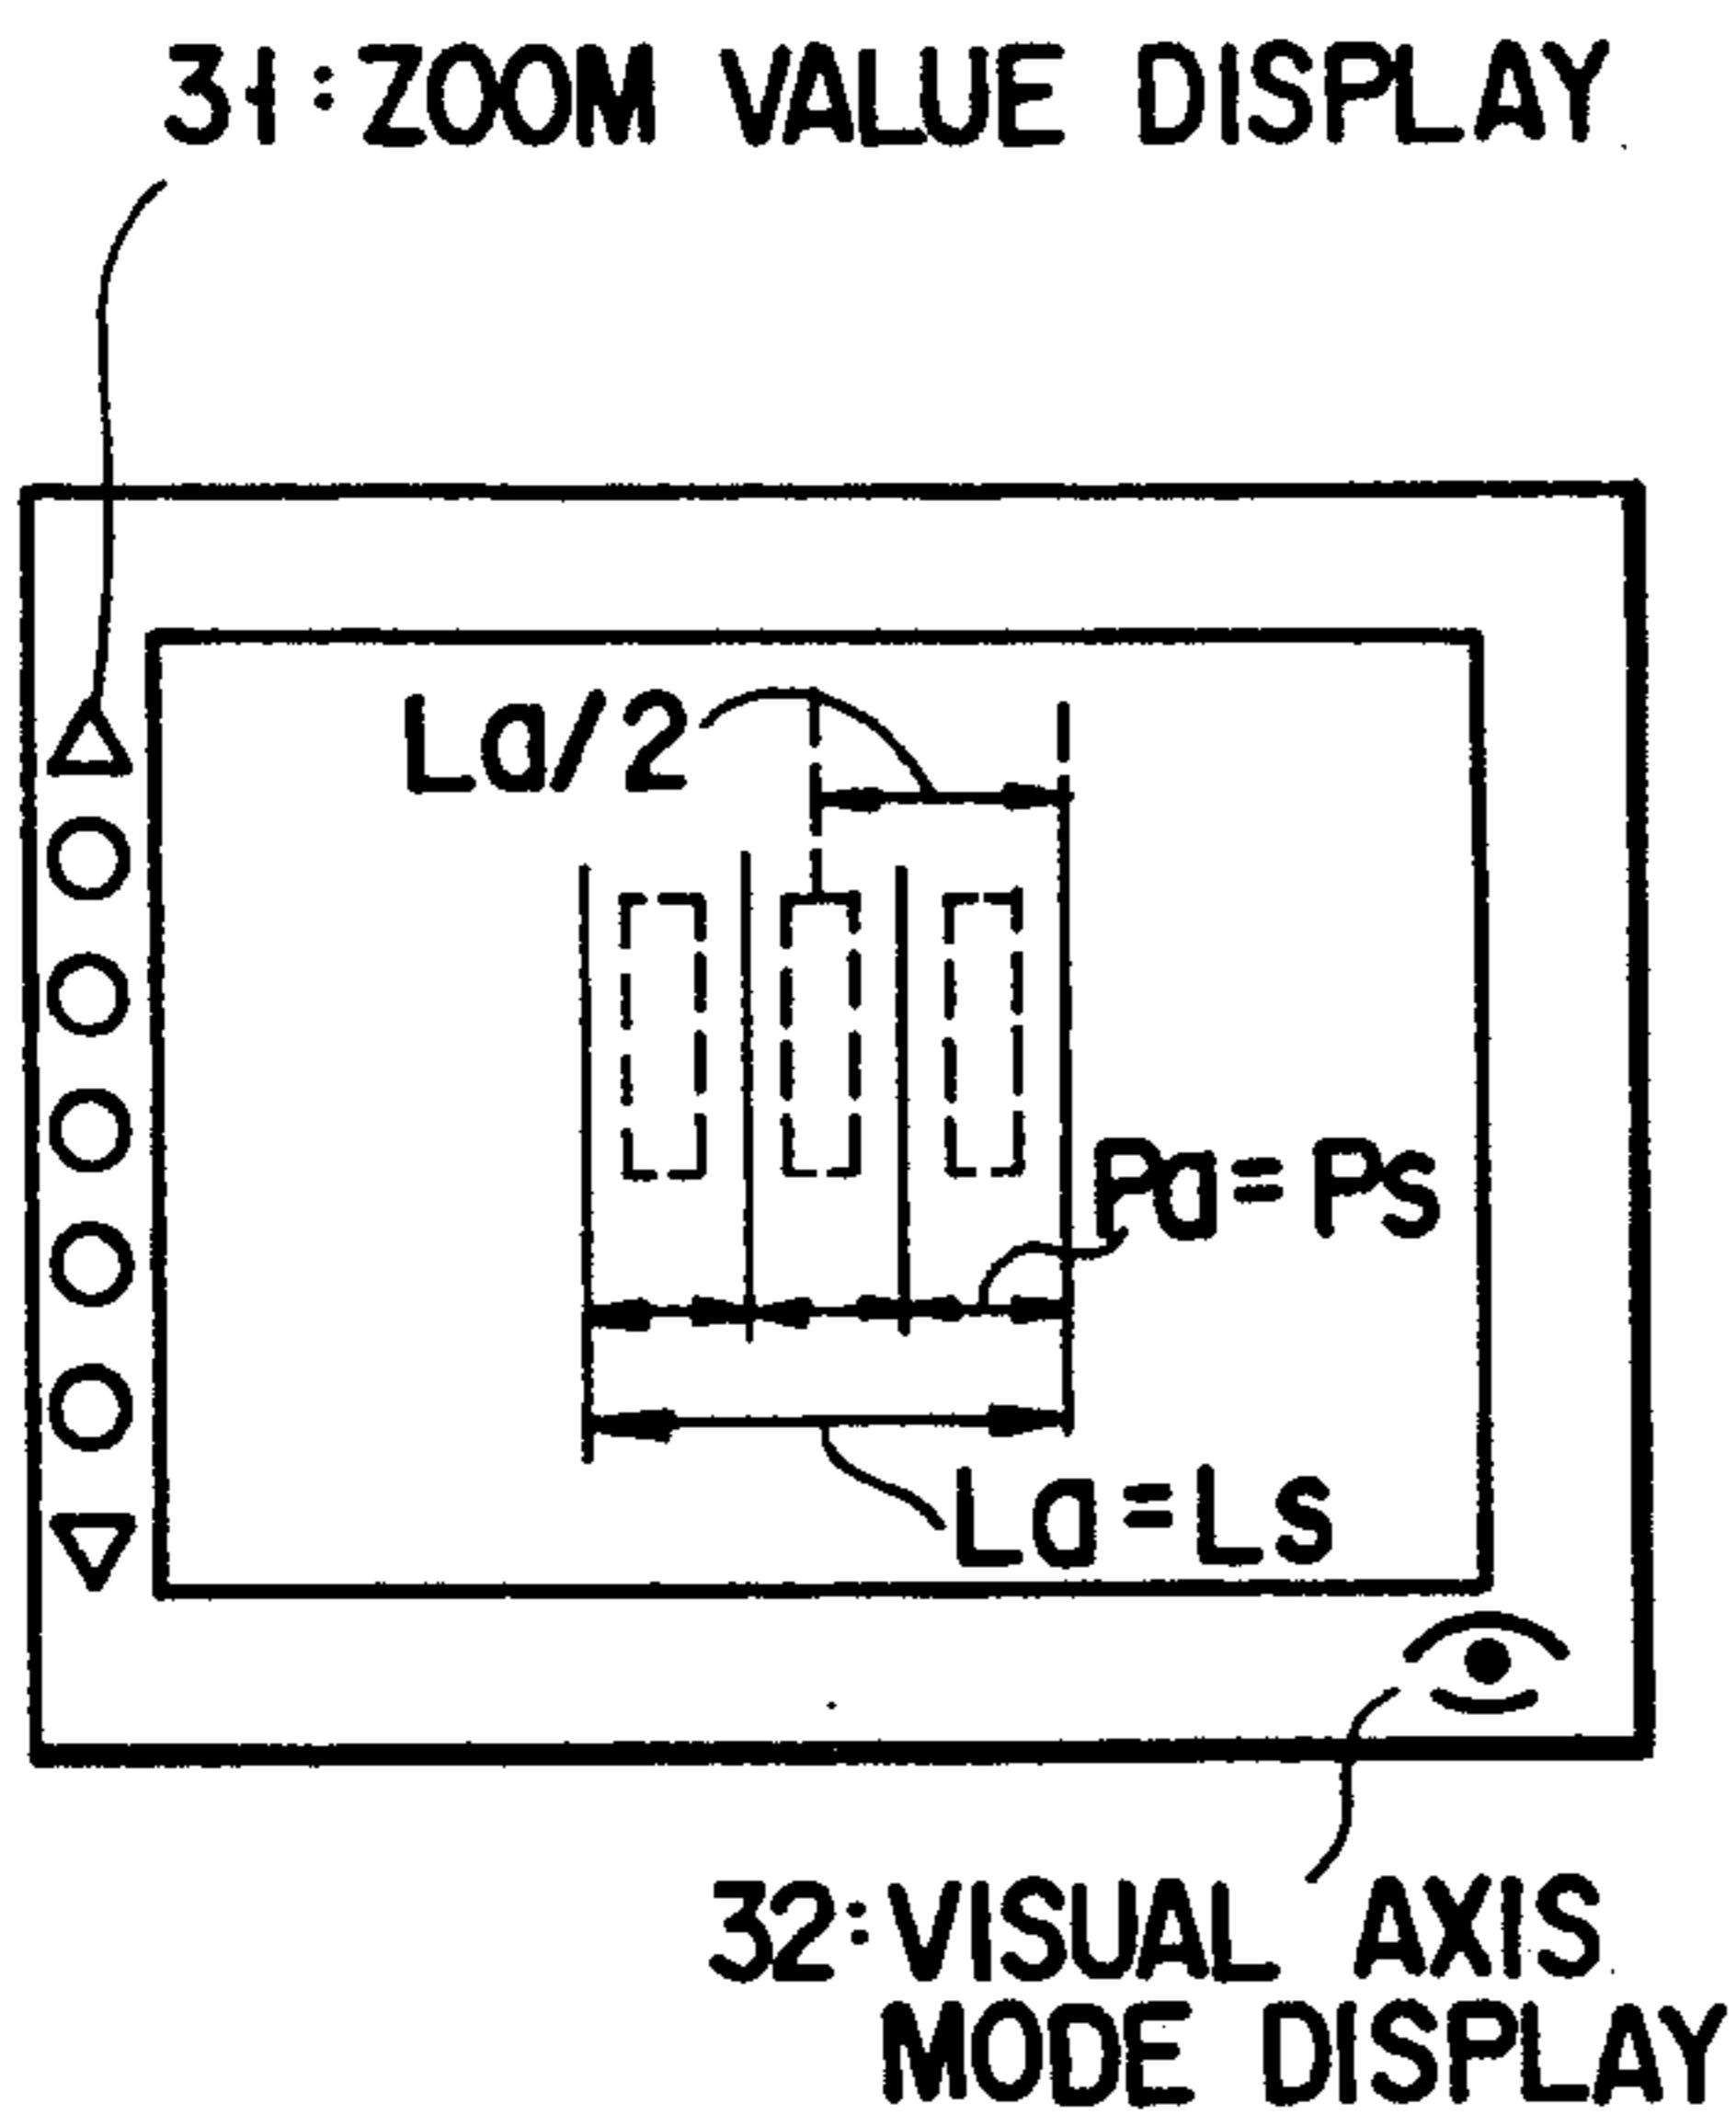 31:ZOOM VALUE DISPLAY
La/2
Pa=Ps
La=Ls
32:VISUAL AXIS
MODE DISPLAY